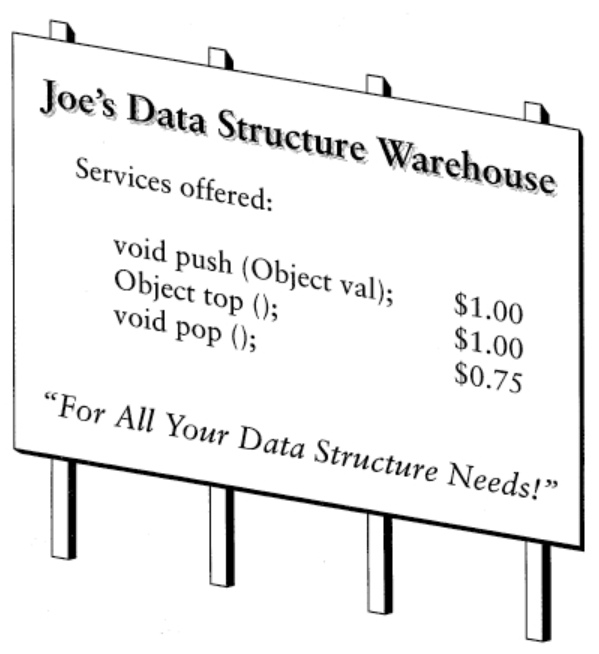 Joe's Data Structure Warehouse
Services offered:
void push (Object val); $1.00
Object top (); $1.00
void pop (); $0.75
“For All Your Data Structure Needs!”